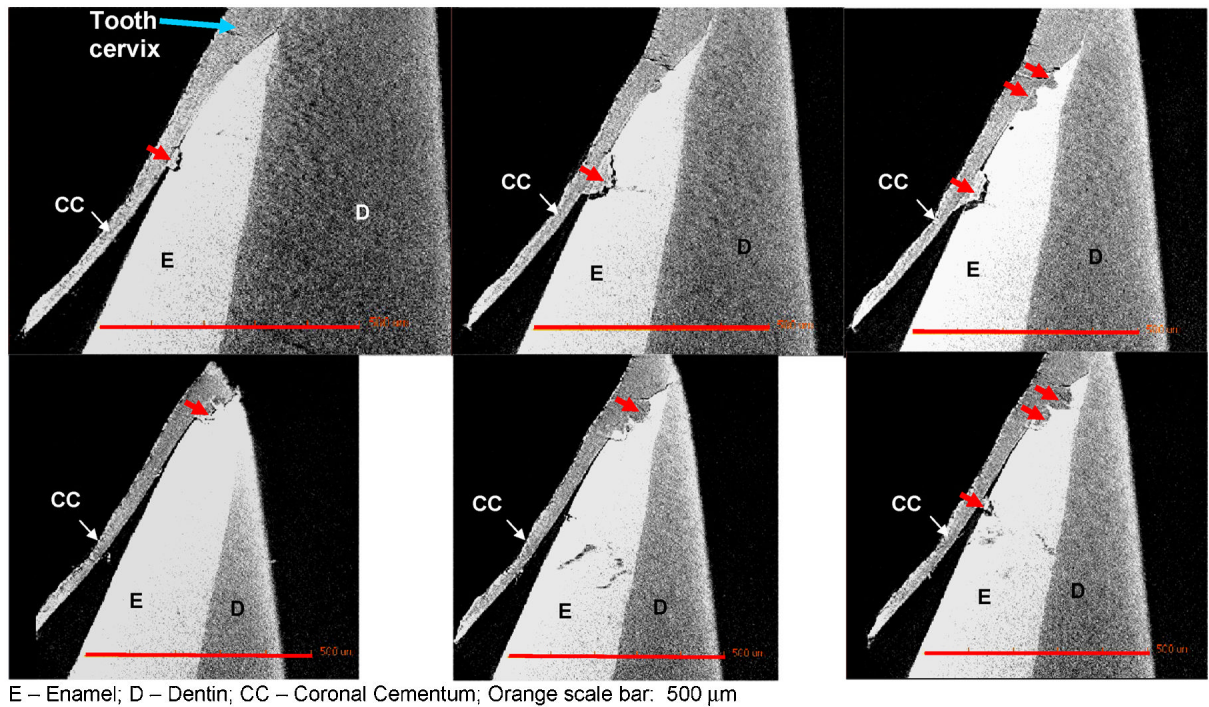 Tooth
cervix
CC
D
E
500 um
CC
D
E
500 um
CC
D
E
500 um
CC
E
D
500 um
CC
E
D
500 um
CC
E
D
500 um
E – Enamel; D – Dentin; CC – Coronal Cementum; Orange scale bar: 500 μm